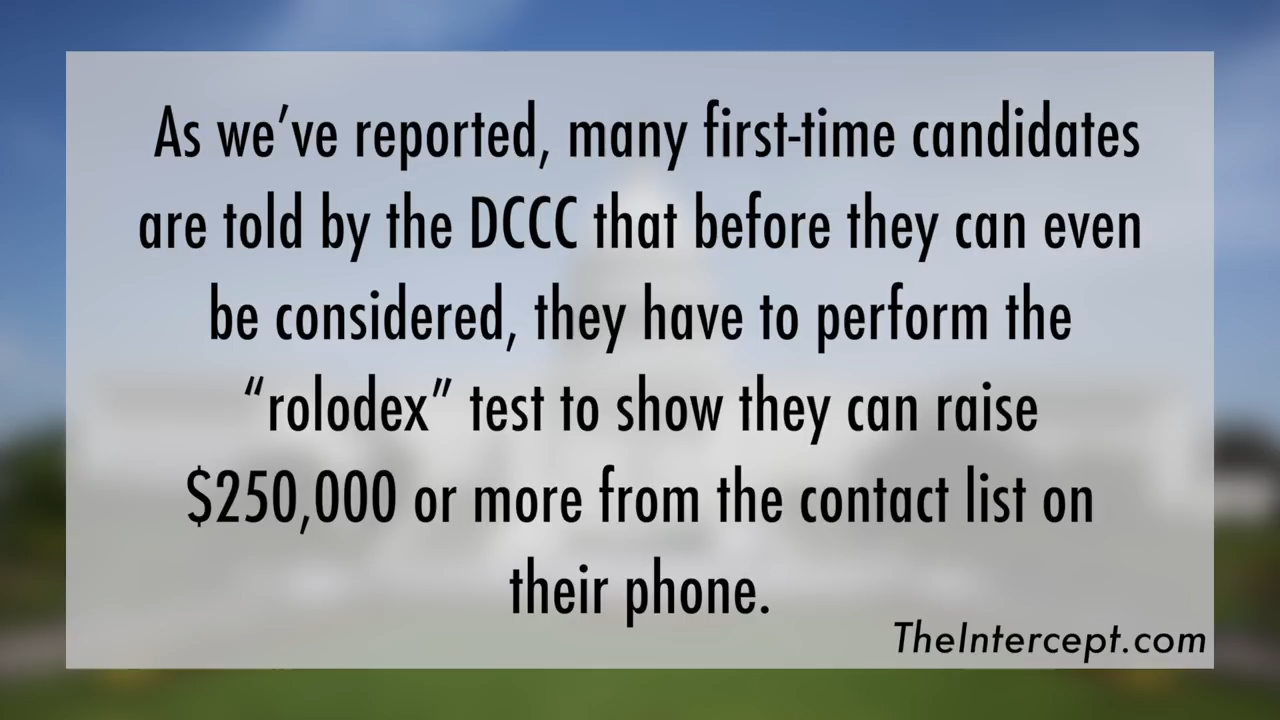 As we’ve reported, many first-time candidates
are told by the DCCC that before they can even
be considered, they have to perform the
“rolodex” test to show they can raise
$250,000 or more from the contact list on
their phone.
TheIntercept.com